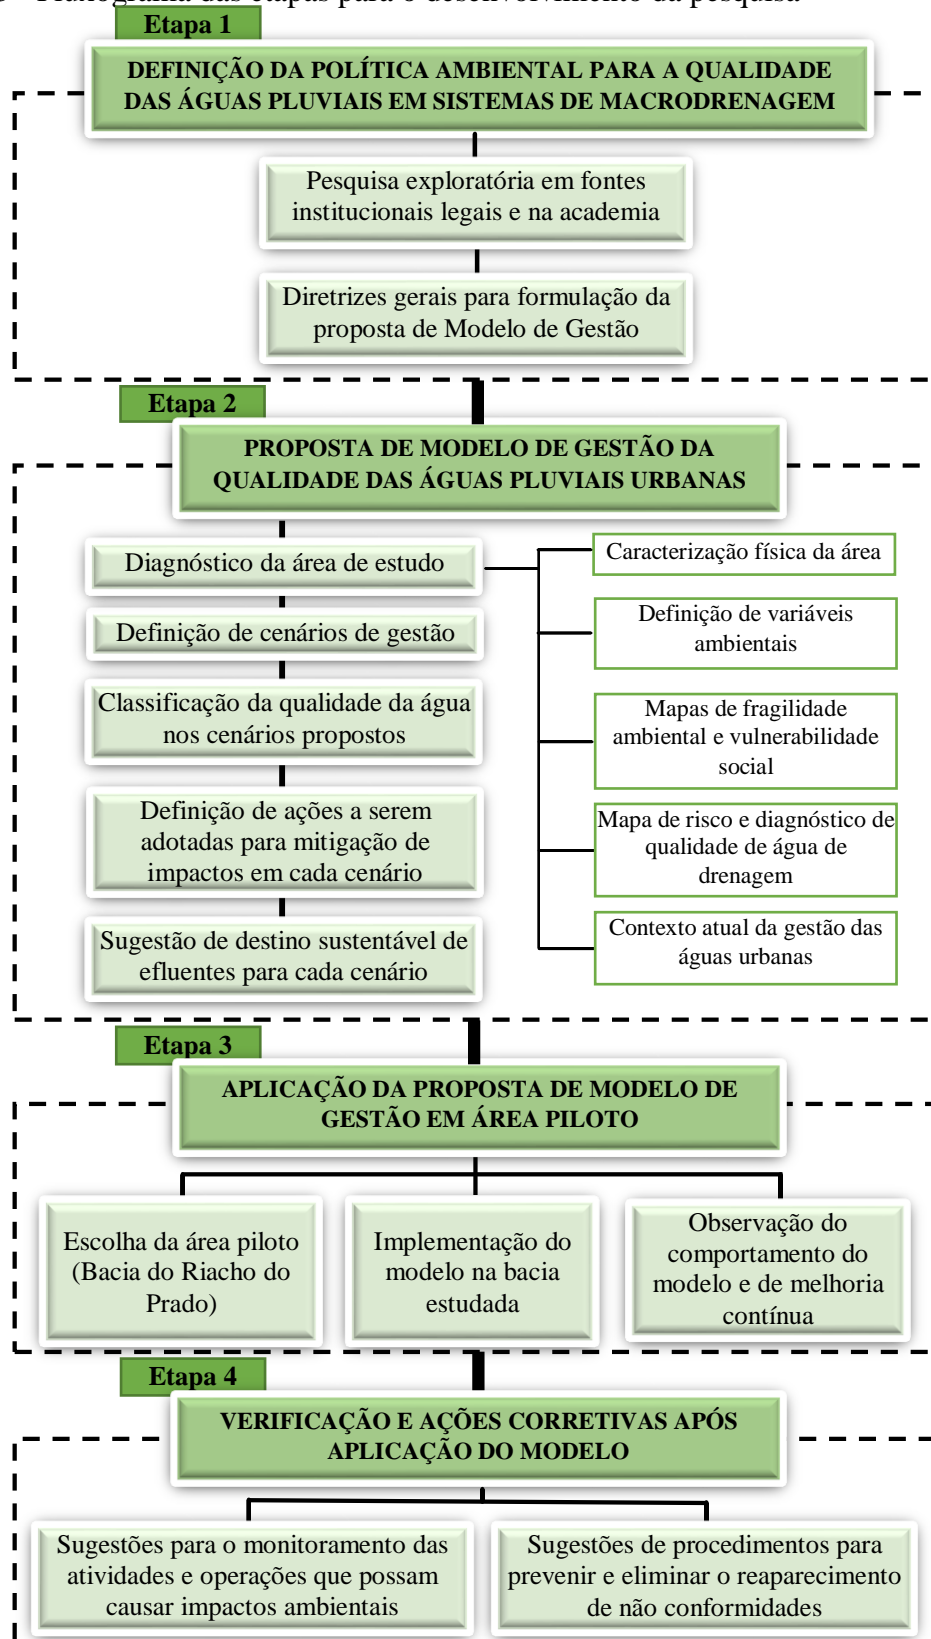 Fluxograma das etapas para o desenvolvimento da pesquisa
Etapa 1
DEFINIÇÃO DA POLÍTICA AMBIENTAL PARA A QUALIDADE
DAS ÁGUAS PLUVIAIS EM SISTEMAS DE MACRODRENAGEM
Pesquisa exploratória em fontes
institucionais legais e na academia
Diretrizes gerais para formulação da
proposta de Modelo de Gestão
Etapa 2
PROPOSTA DE MODELO DE GESTÃO DA
QUALIDADE DAS ÁGUAS PLUVIAIS URBANAS
Diagnóstico da área de estudo
Definição de cenários de gestão
Classificação da qualidade da água
nos cenários propostos
Definição de ações a serem
adotadas para mitigação de
impactos em cada cenário
Sugestão de destino sustentável de
efluentes para cada cenário
Caracterização física da área
Definição de variáveis
ambientais
Mapas de fragilidade
ambiental e vulnerabilidade
social
Mapa de risco e diagnóstico de
qualidade de água de
drenagem
Contexto atual da gestão das
águas urbanas
Etapa 3
APLICAÇÃO DA PROPOSTA DE MODELO DE
GESTÃO EM ÁREA PILOTO
Escolha da área piloto
(Bacia do Riacho do
Prado)
Implementação do
modelo na bacia
estudada
Observação do
comportamento do
modelo e de melhoria
contínua
Etapa 4
VERIFICAÇÃO E AÇÕES CORRETIVAS APÓS
APLICAÇÃO DO MODELO
Sugestões para o monitoramento das
atividades e operações que possam
causar impactos ambientais
Sugestões de procedimentos para
prevenir e eliminar o reaparecimento
de não conformidades